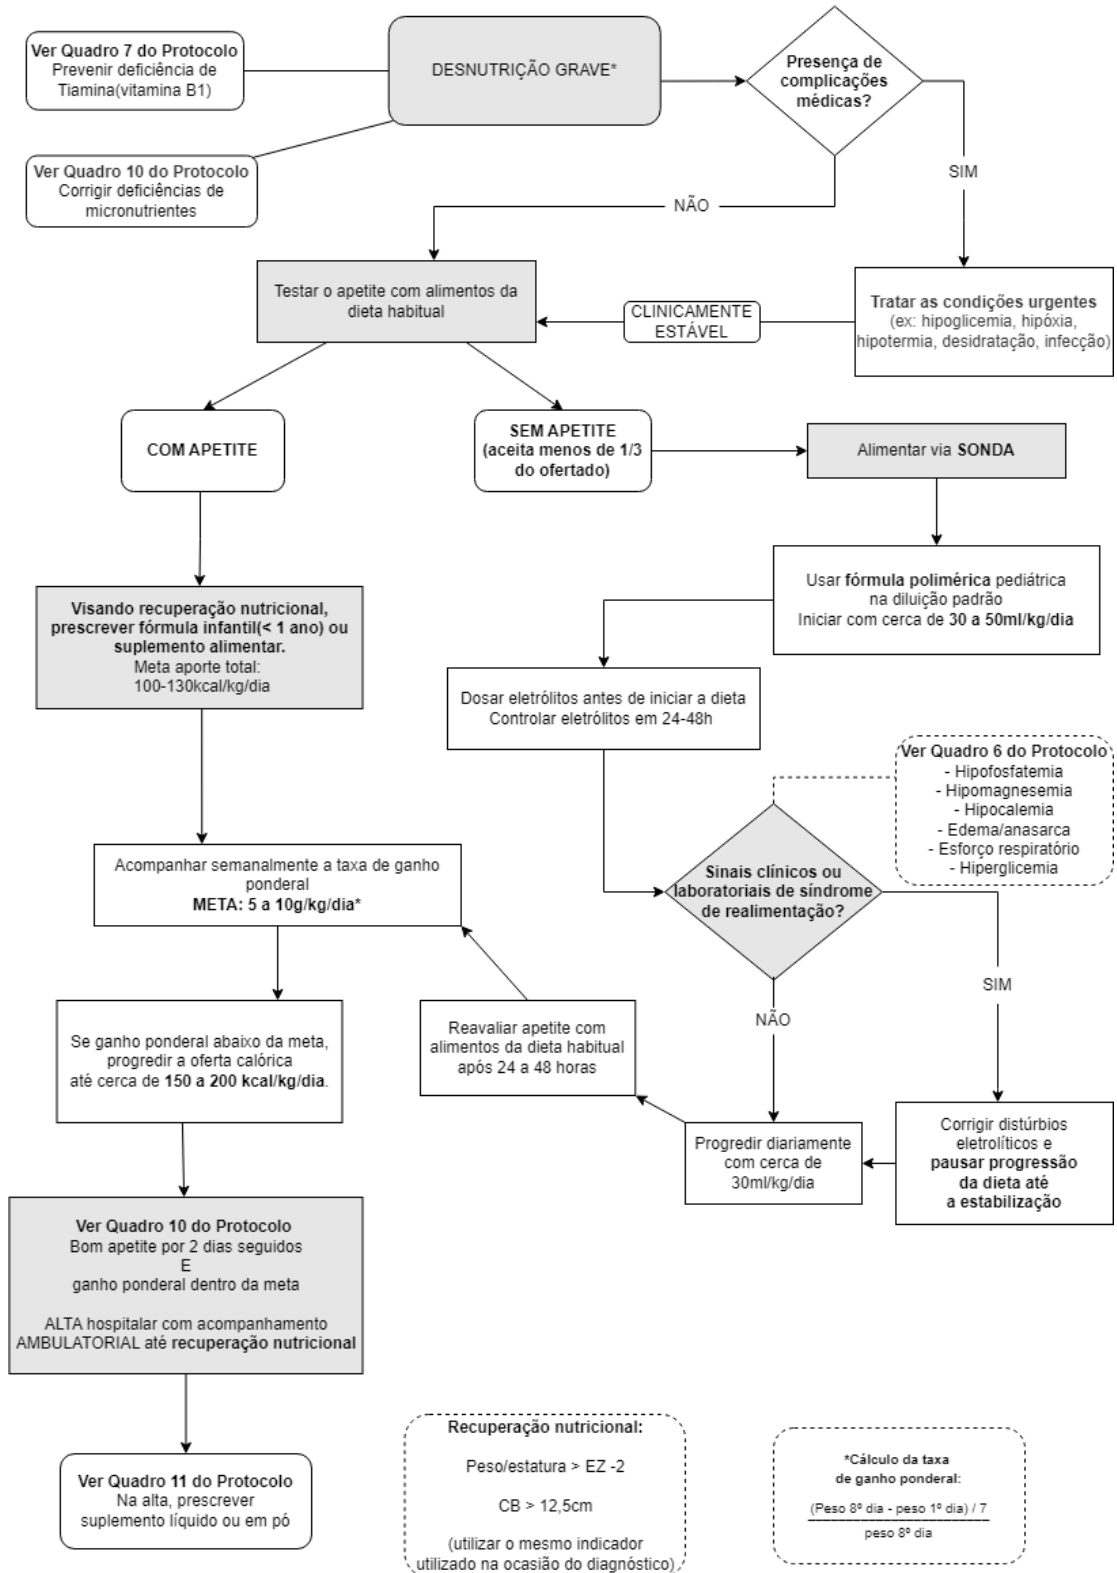 Ver Quadro 7 do Protocolo
Prevenir deficiência de
Tiamina(vitamina B1)
DESNUTRIÇÃO GRAVE*
Presença de
complicações
médicas?
Ver Quadro 10 do Protocolo
Corrigir deficiências de
micronutrientes
SIM
NÃO
Testar o apetite com alimentos da
dieta habitual
CLINICAMENTE
ESTÁVEL
Tratar as condições urgentes
(ex: hipoglicemia, hipóxia,
hipotermia, desidratação, infecção)
COM APETITE
SEM APETITE
(aceita menos de 1/3
do ofertado)
Alimentar via SONDA
Usar fórmula polimérica pediátrica
na diluição padrão
Iniciar com cerca de 30 a 50ml/kg/dia
Visando recuperação nutricional,
prescrever fórmula infantil(< 1 ano) ou
suplemento alimentar.
Meta aporte total:
100-130kcal/kg/dia
Dosar eletrólitos antes de iniciar a dieta
Controlar eletrólitos em 24-48h
Ver Quadro 6 do Protocolo
- Hipofosfatemia
- Hipomagnesemia
- Hipocalemia
- Edema/anasarca
- Esforço respiratório
- Hiperglicemia
Sinais clínicos ou
laboratoriais de síndrome
de realimentação?
Acompanhar semanalmente a taxa de ganho
ponderal
META: 5 a 10g/kg/dia*
SIM
NÃO
Se ganho ponderal abaixo da meta,
progredir a oferta calórica
até cerca de 150 a 200 kcal/kg/dia.
Reavaliar apetite com
alimentos da dieta habitual
após 24 a 48 horas
Progredir diariamente
com cerca de
30ml/kg/dia
Corrigir distúrbios
eletrolíticos e
pausar progressão
da dieta até
a estabilização
Ver Quadro 10 do Protocolo
Bom apetite por 2 dias seguidos
E
ganho ponderal dentro da meta
ALTA hospitalar com acompanhamento
AMBULATORIAL até recuperação nutricional
Ver Quadro 11 do Protocolo
Na alta, prescrever
suplemento líquido ou em pó
Recuperação nutricional:
Peso/estatura > EZ -2
CB > 12,5cm
(utilizar o mesmo indicador
utilizado na ocasião do diagnóstico)
*Cálculo da taxa
de ganho ponderal:
(Peso 8º dia - peso 1º dia) / 7
peso 8º dia